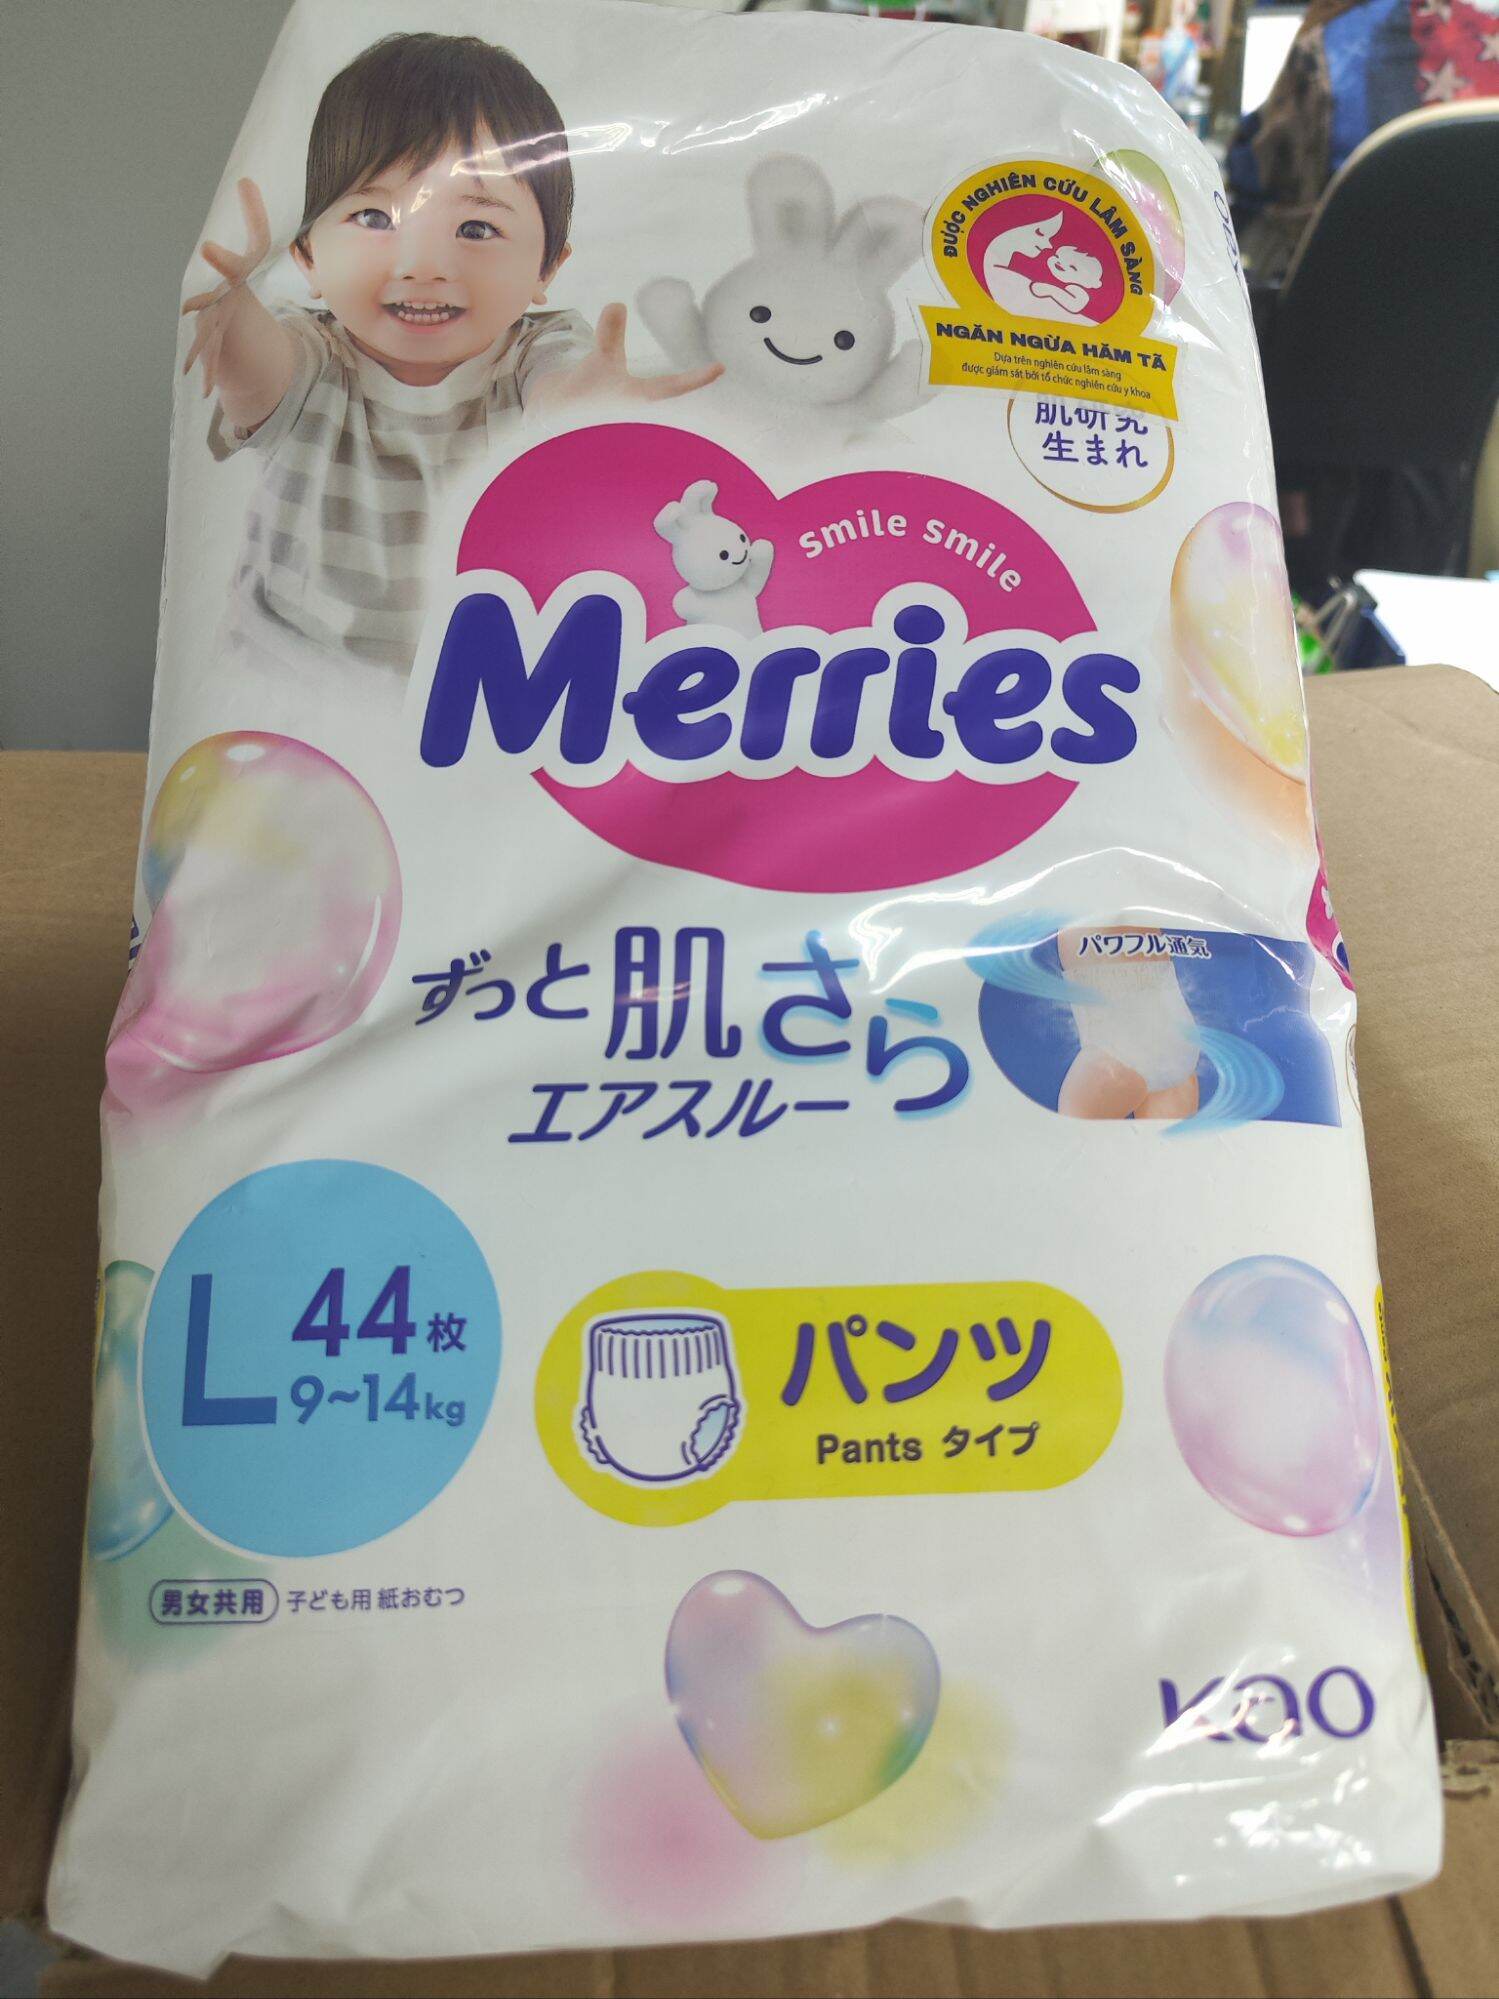 ĐƯỢC NGHIÊN CỨU LÂM SÀNG
NGĂN NGỪA HĂM TÃ
Dựa trên nghiên cứu lâm sàng
được giám sát bởi tổ chức nghiên cứu y khoa
肌研究
生まれ
Smile Smile
Merries
ずっと肌さら
エアスルー
パワフル通気
L 44枚
9~14kg
パンツ
Pants タイプ
男女共用 子ども用 紙おむつ
Kao